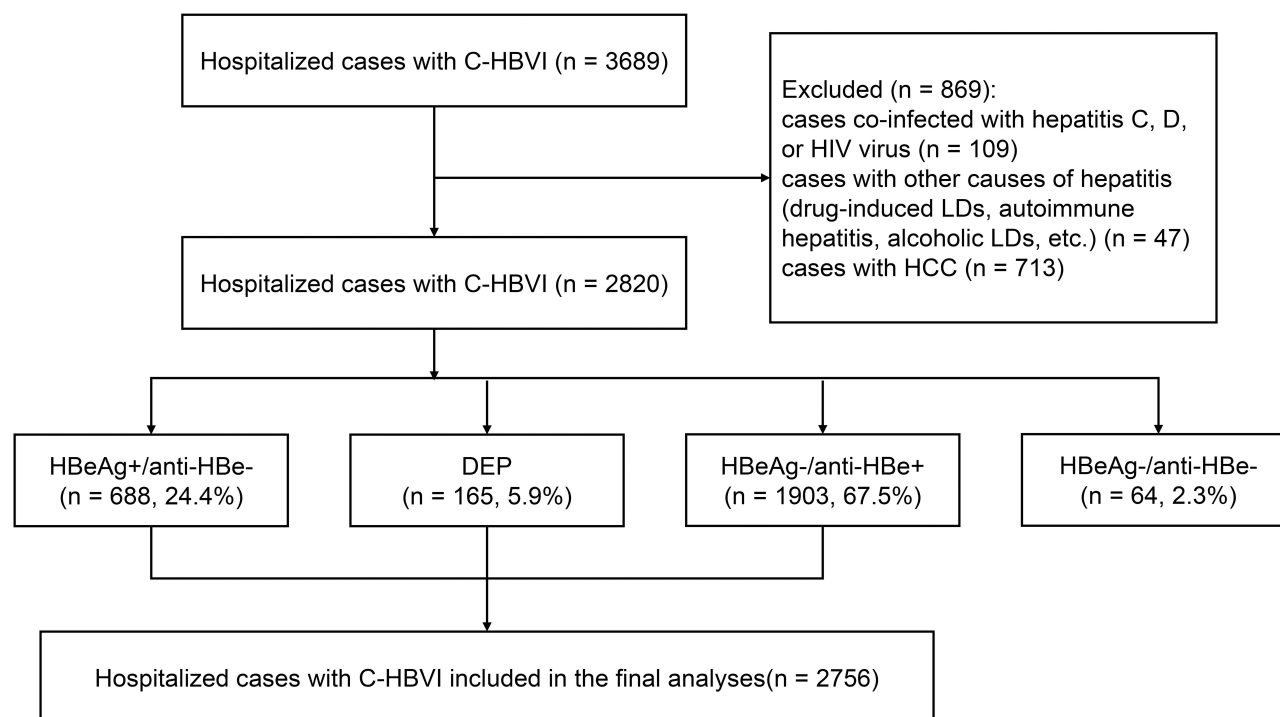 Hospitalized cases with C-HBVI (n = 3689)
Excluded (n = 869):
cases co-infected with hepatitis C, D,
or HIV virus (n = 109)
cases with other causes of hepatitis
(drug-induced LDs, autoimmune
hepatitis, alcoholic LDs, etc.) (n = 47)
cases with HCC (n = 713)
Hospitalized cases with C-HBVI (n = 2820)
HBeAg+/anti-HBe-
(n = 688, 24.4%)
DEP
(n = 165, 5.9%)
HBeAg-/anti-HBe+
(n = 1903, 67.5%)
HBeAg-/anti-HBe-
(n = 64, 2.3%)
Hospitalized cases with C-HBVI included in the final analyses(n = 2756)